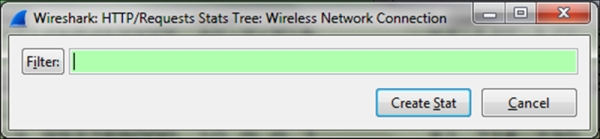 Wireshark: HTTP/Requests Stats Tree: Wireless Network Connection
Filter:
Create Stat Cancel